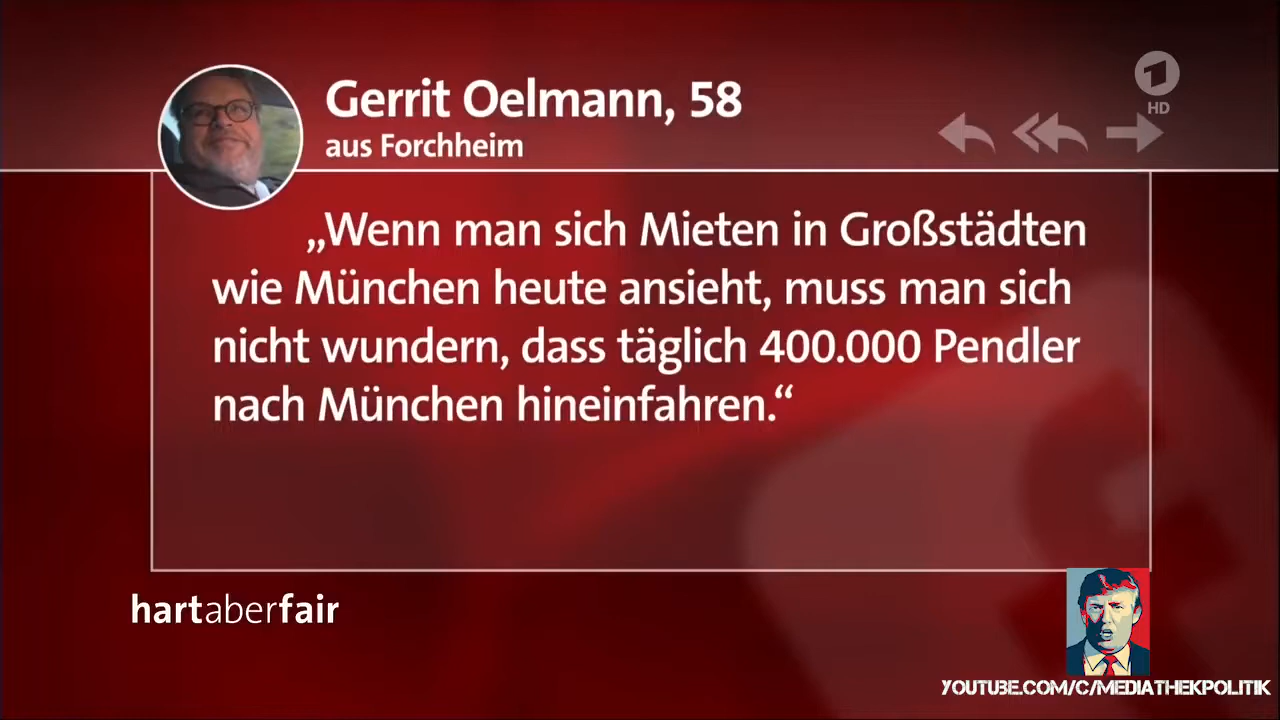 Gerrit Oelmann, 58
aus Forchheim
1
HD
„Wenn man sich Mieten in Großstädten
wie München heute ansieht, muss man sich
nicht wundern, dass täglich 400.000 Pendler
nach München hineinfahren.“
hartaberfair
YOUTUBE.COM/C/MEDIATHEKPOLITIK